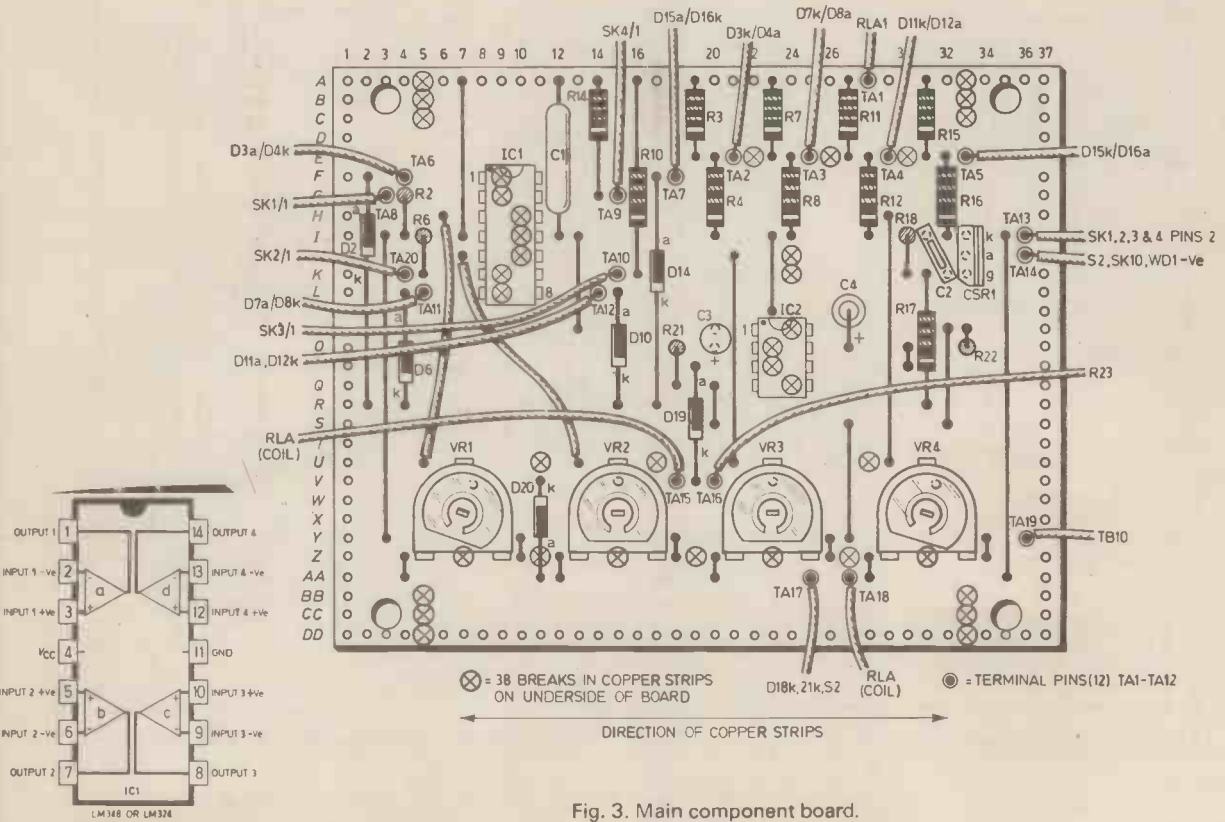 D15a/D16k
D7k/D8a
SK4/1
D3k/D4a
RLA1
D11k/D12a
1 2 3 4 5 6 7 8 9 10 12 14 16 20 24 26 32 34 36 37
A
B
C
D
E
F
G
H
I
K
L
O
Q
R
S
T
U
V
W
X
Y
Z
AA
BB
CC
DD
R14
R3
R7
R11
TA1
R15
D3a/D4k
TA6
IC1
C1
R10
TA7
TA2
TA3
TA4
TA5
D15k/D16a
1
R2
SK1/1
TA8
TA9
R4
R8
R12
R16
a
D2
k
R6
R18
TA13
SK1,2,3 & 4 PINS 2
TA14
S2,SK10,WD1-Ve
k
a
g
C2
CSR1
SK2/1
TA20
TA10
a
D14
k
D7a/D8k
TA11
8
TA12
C4
+
R17
SK3/1
a
D6
k
a
D10
k
R21
C3
+
1
IC2
R22
D11a,D12k
R23
a
D19
k
RLA
(COIL)
VR1
VR2
VR3
VR4
D20
k
a
TA15
TA16
TA19
TB10
TA17
TA18
D18k,21k,S2
RLA
(COIL)
⊗ = 38 BREAKS IN COPPER STRIPS
ON UNDERSIDE OF BOARD
= TERMINAL PINS(12) TA1-TA12
DIRECTION OF COPPER STRIPS
OUTPUT 1 1 14 OUTPUT 4
INPUT 1 -Ve 2 13 INPUT 4 -Ve
a d
INPUT 1 +Ve 3 12 INPUT 4 +Ve
VCC 4 11 GND
INPUT 2 +Ve 5 10 INPUT 3 +Ve
b c
INPUT 2 -Ve 6 9 INPUT 3 -Ve
OUTPUT 2 7 8 OUTPUT 3
IC1
LM348 OR LM324
Fig. 3. Main component board.